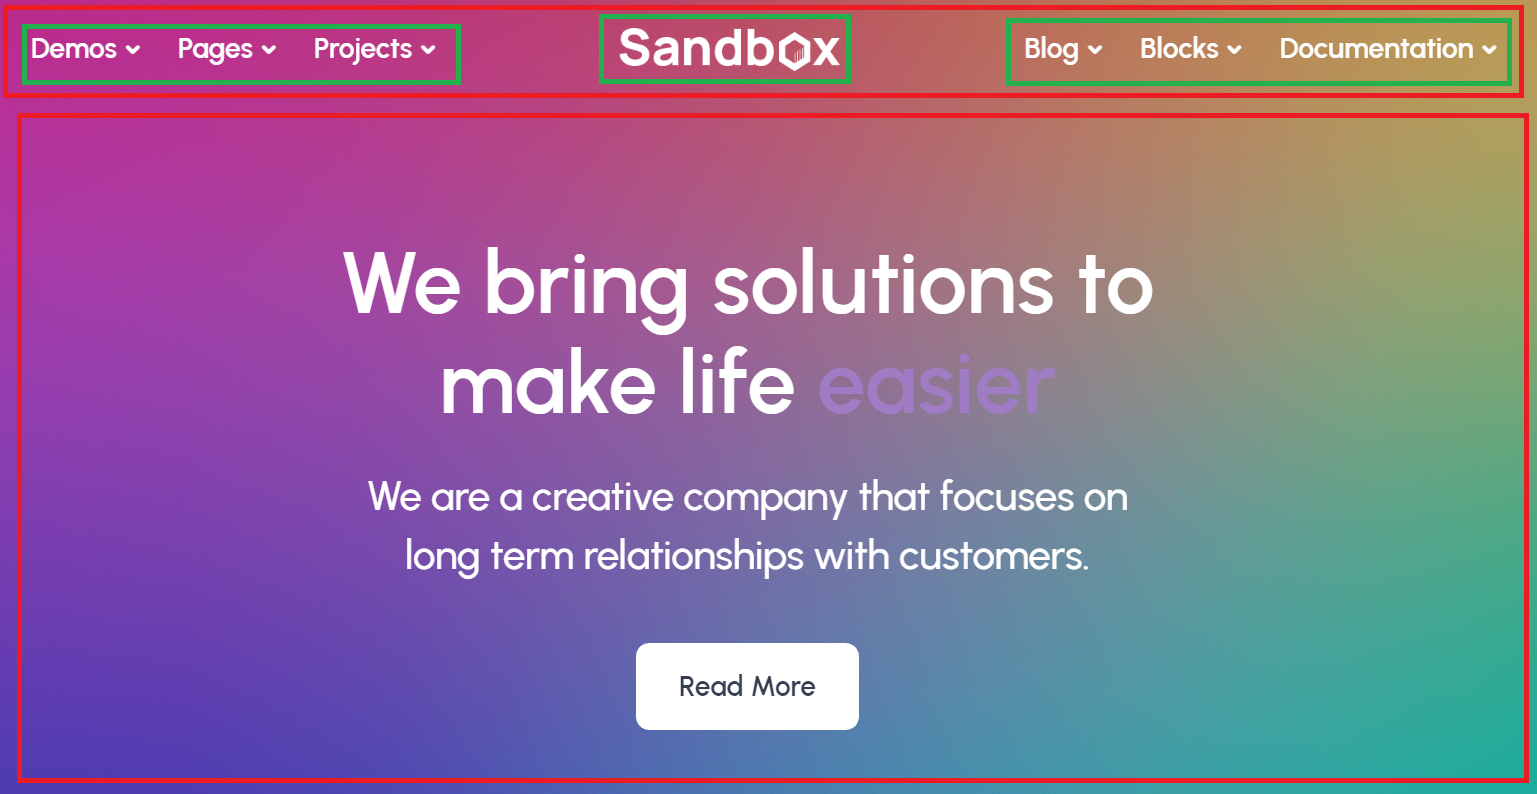 Demos Pages Projects Sandbox Blog Blocks Documentation
We bring solutions to
make life easier
We are a creative company that focuses on
long term relationships with customers.
Read More